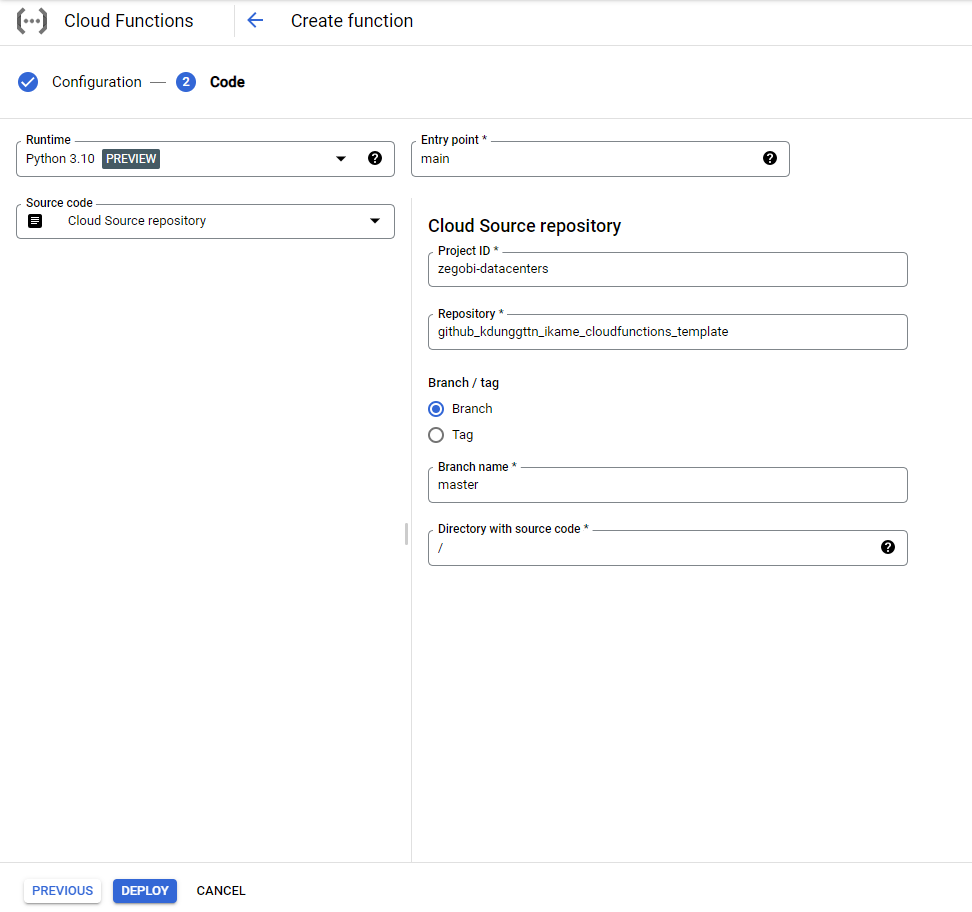 Cloud Functions
Create function
Configuration
2
Code
Runtime
Python 3.10 PREVIEW
Entry point *
main
Source code
Cloud Source repository
Cloud Source repository
Project ID *
zegobi-datacenters
Repository *
github_kdunggttn_ikame_cloudfunctions_template
Branch / tag
Branch
Tag
Branch name *
master
Directory with source code *
/
PREVIOUS
DEPLOY
CANCEL